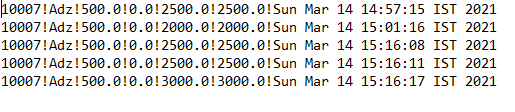 10007!Adz!500.0!0.0!2500.0!2500.0!Sun Mar 14 14:57:15 IST 2021
10007!Adz!500.0!0.0!2000.0!2000.0!Sun Mar 14 15:01:16 IST 2021
10007!Adz!500.0!0.0!2500.0!2500.0!Sun Mar 14 15:16:08 IST 2021
10007!Adz!500.0!0.0!2500.0!2500.0!Sun Mar 14 15:16:11 IST 2021
10007!Adz!500.0!0.0!3000.0!3000.0!Sun Mar 14 15:16:17 IST 2021